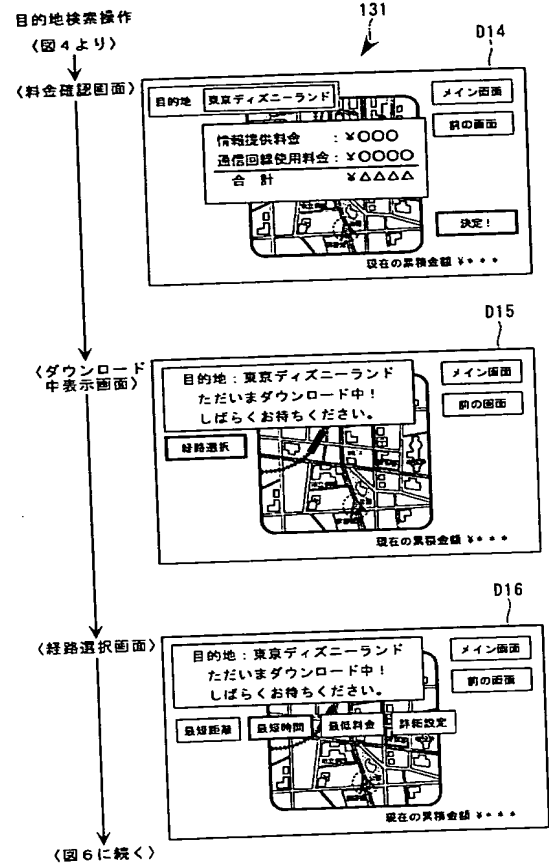 目的地検索操作
〈図4より〉
131
D14
〈料金確認画面〉
目的地 東京ディズニーランド
メイン画面
前の画面
情報提供料金 :¥○○○
通信回線使用料金:¥○○○○
合 計 ¥△△△△
決定!
現在の累積金額 ¥***
D15
〈ダウンロード
中表示画面〉
目的地:東京ディズニーランド
ただいまダウンロード中!
しばらくお待ちください。
メイン画面
前の画面
経路選択
現在の累積金額 ¥***
D16
〈経路選択画面〉
目的地:東京ディズニーランド
ただいまダウンロード中!
しばらくお待ちください。
メイン画面
前の画面
最短距離 最短時間 最低料金 詳細設定
現在の累積金額 ¥***
〈図6に続く〉